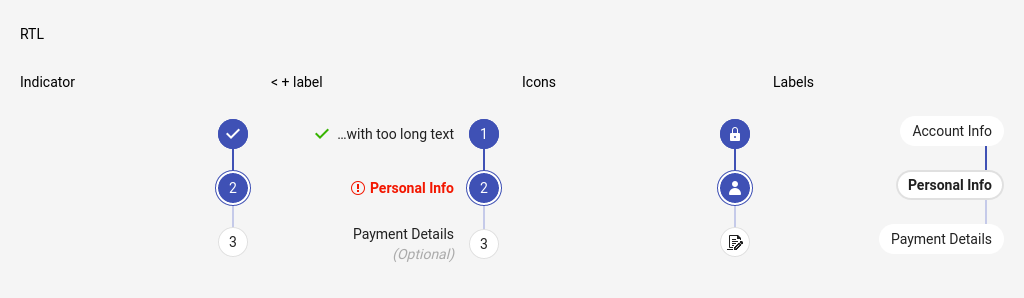 RTL
Indicator
< + label
Icons
Labels
2
3
…with too long text
1
Personal Info
2
Payment Details
(Optional)
3
Account Info
Personal Info
Payment Details